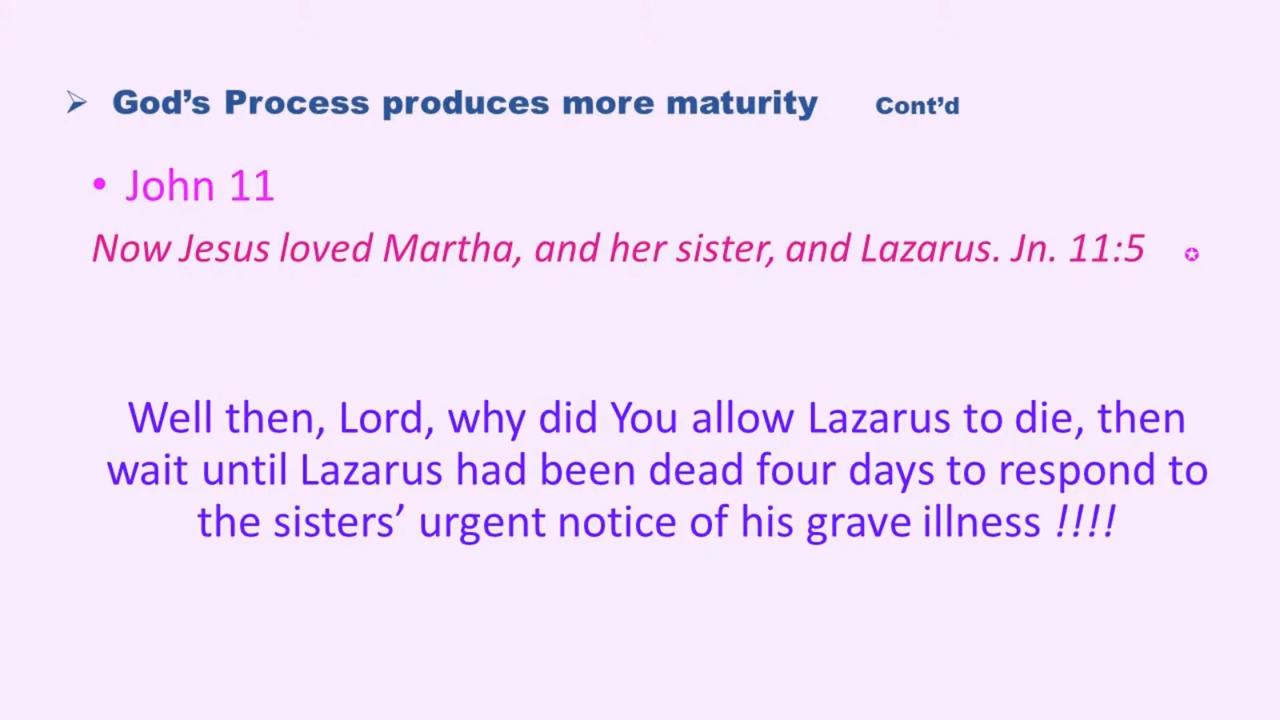 ➢ God’s Process produces more maturity Cont’d
• John 11
Now Jesus loved Martha, and her sister, and Lazarus. Jn. 11:5 ✪
Well then, Lord, why did You allow Lazarus to die, then
wait until Lazarus had been dead four days to respond to
the sisters’ urgent notice of his grave illness !!!!